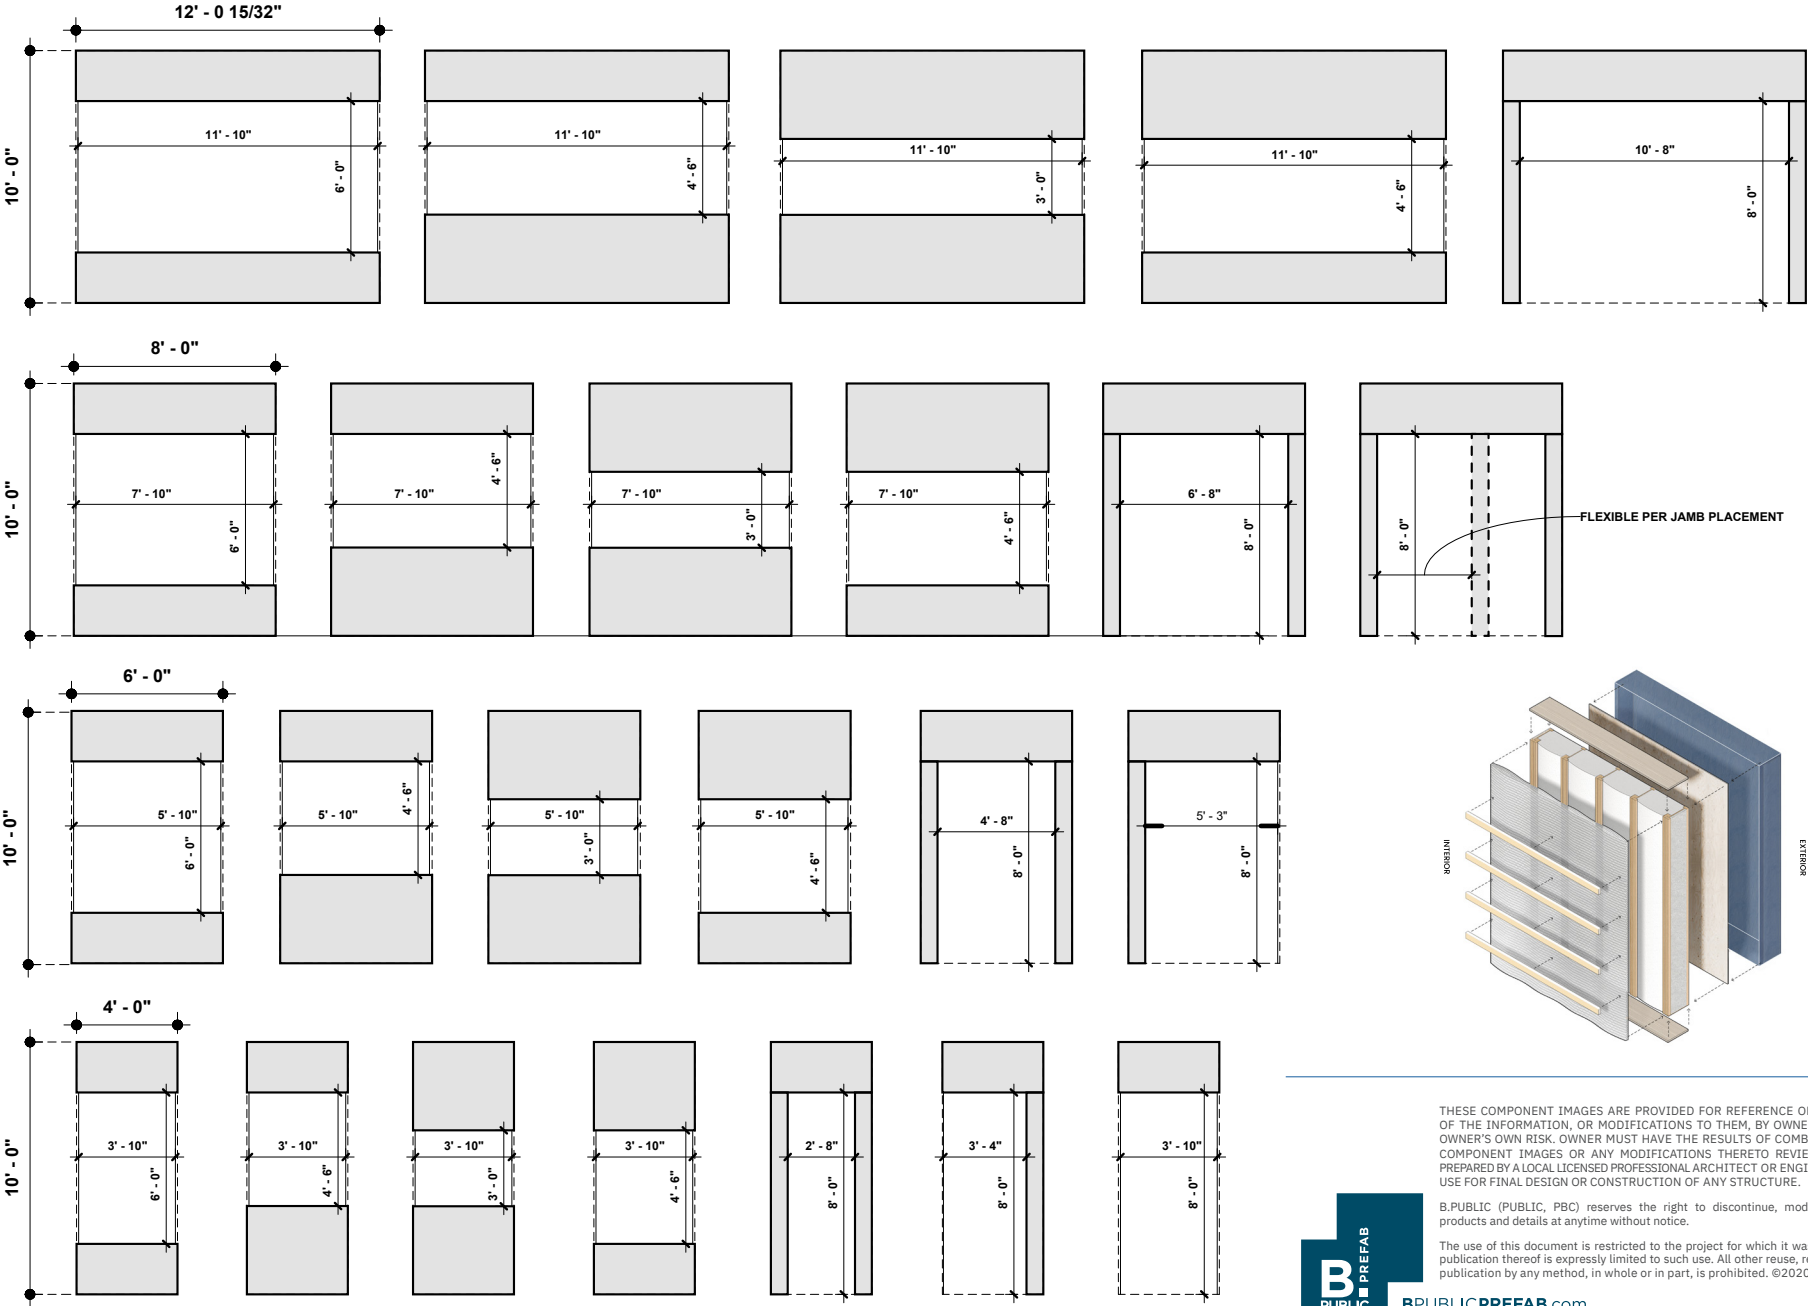 12' - 0 15/32"
10' - 0"
11' - 10"
6' - 0"
11' - 10"
4' - 6"
11' - 10"
3' - 0"
11' - 10"
4' - 6"
10' - 8"
8' - 0"
8' - 0"
10' - 0"
7' - 10"
6' - 0"
7' - 10"
4' - 6"
7' - 10"
3' - 0"
7' - 10"
4' - 6"
6' - 8"
8' - 0"
8' - 0"
FLEXIBLE PER JAMB PLACEMENT
6' - 0"
10' - 0"
5' - 10"
6' - 0"
5' - 10"
4' - 6"
5' - 10"
3' - 0"
5' - 10"
4' - 6"
4' - 8"
8' - 0"
5' - 3"
8' - 0"
INTERIOR
EXTERIOR
4' - 0"
10' - 0"
3' - 10"
6' - 0"
3' - 10"
4' - 6"
3' - 10"
3' - 0"
3' - 10"
4' - 6"
2' - 8"
8' - 0"
3' - 4"
8' - 0"
3' - 10"
8' - 0"
THESE COMPONENT IMAGES ARE PROVIDED FOR REFERENCE
OF THE INFORMATION, OR MODIFICATIONS TO THEM, BY
OWNER'S OWN RISK. OWNER MUST HAVE THE RESULTS OF
COMPONENT IMAGES OR ANY MODIFICATIONS THERETO
PREPARED BY A LOCAL LICENSED PROFESSIONAL ARCHITECT OR
USE FOR FINAL DESIGN OR CONSTRUCTION OF ANY STRUCTURE.
B.PUBLIC (PUBLIC, PBC) reserves the right to discontinue,
products and details at anytime without notice.
The use of this document is restricted to the project for which it
publication thereof is expressly limited to such use. All other reuse,
publication by any method, in whole or in part, is prohibited. ©2020
B.
PUBLIC
PREFAB
BPUBLICPREFAB.com